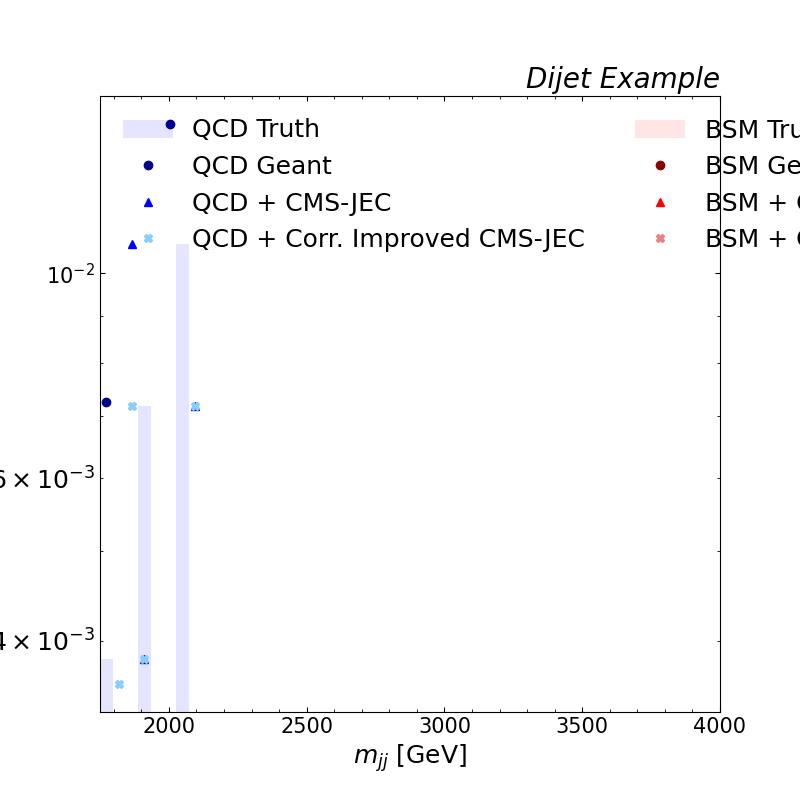 Dijet Example
QCD Truth BSM Tru
QCD Geant BSM Ge
QCD + CMS-JEC BSM +
QCD + Corr. Improved CMS-JEC BSM +
10⁻²
6 × 10⁻³
4 × 10⁻³
2000 2500 3000 3500 4000
m_jj [GeV]